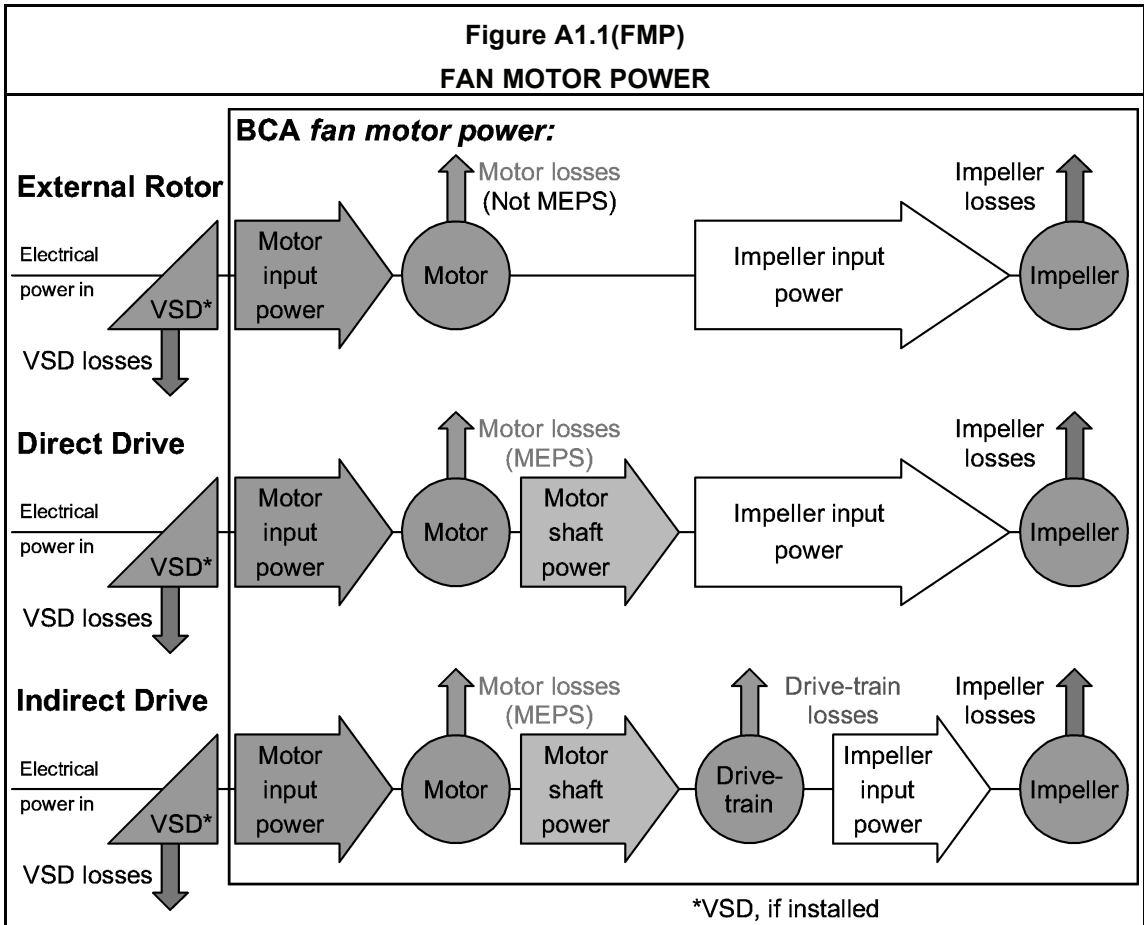 Figure A1.1(FMP)
FAN MOTOR POWER
BCA fan motor power:
External Rotor
Electrical
power in
VSD*
VSD losses
Motor
input
power
Motor
Motor losses
(Not MEPS)
Impeller input
power
Impeller
losses
Impeller
Direct Drive
Electrical
power in
VSD*
VSD losses
Motor
input
power
Motor
Motor losses
(MEPS)
Motor
shaft
power
Impeller input
power
Impeller
losses
Impeller
Indirect Drive
Electrical
power in
VSD*
VSD losses
Motor
input
power
Motor
Motor losses
(MEPS)
Motor
shaft
power
Drive-
train
Drive-train
losses
Impeller
input
power
Impeller
losses
Impeller
*VSD, if installed